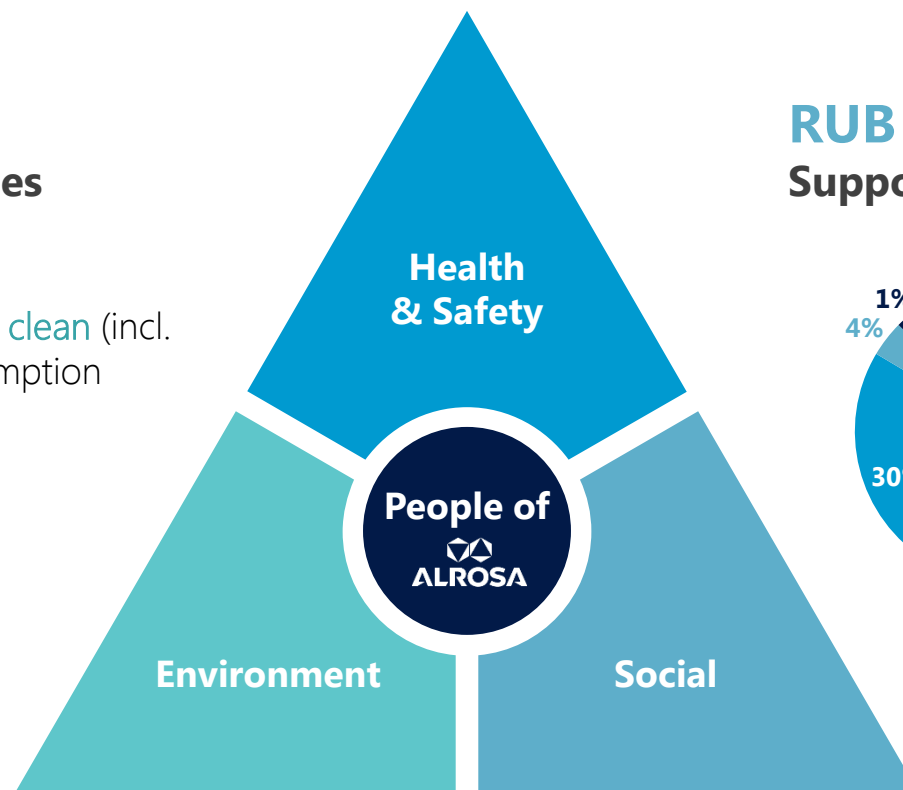 RUB
es
Suppo
Health
& Safety
1%
4%
clean (incl.
mption
30%
People of
ALROSA
Environment
Social